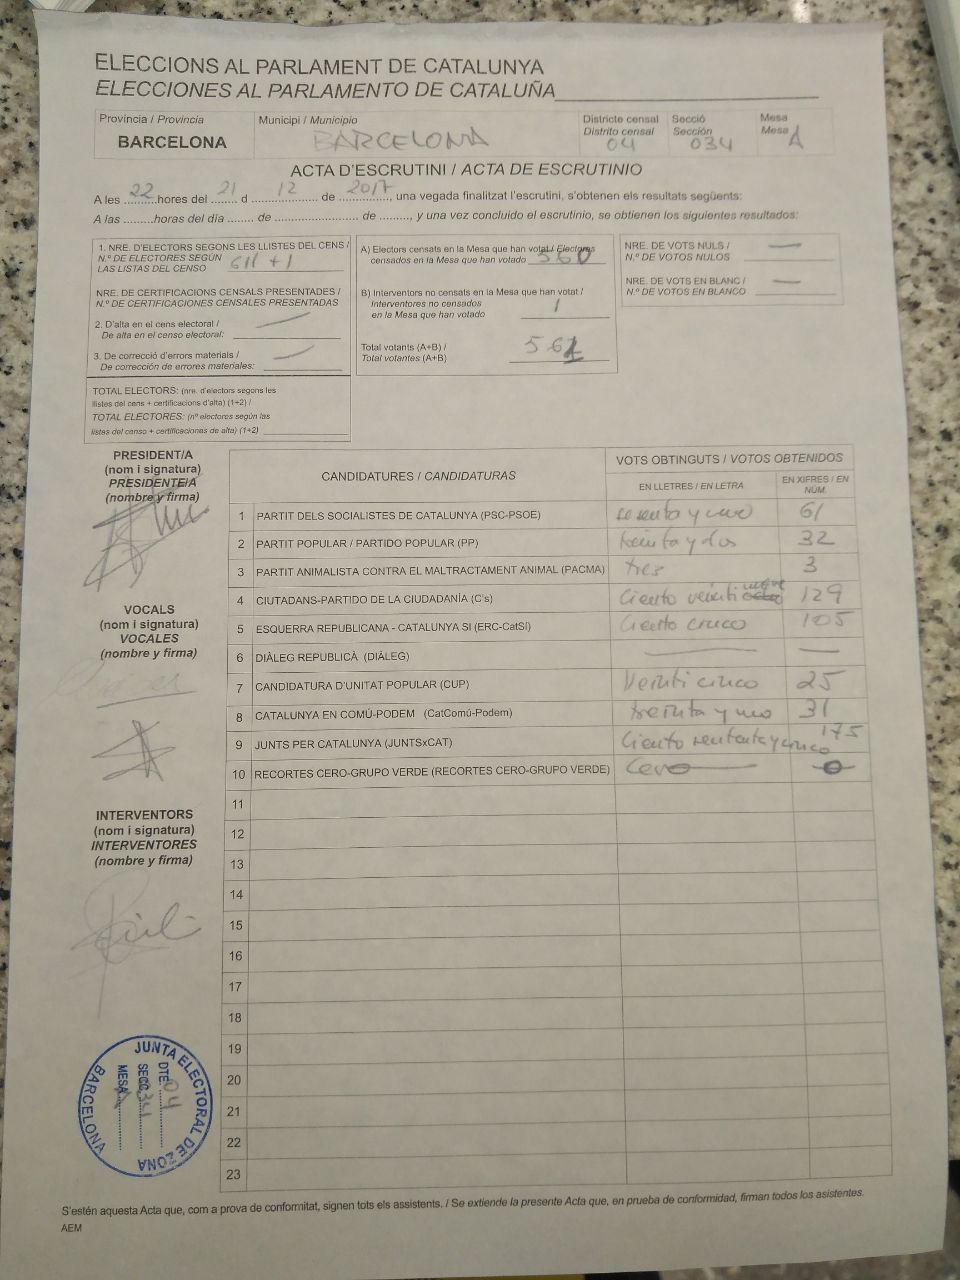 ELECCIONS AL PARLAMENT DE CATALUNYA
ELECCIONES AL PARLAMENTO DE CATALUÑA
Província / Provincia
BARCELONA
Municipi / Municipio
BARCELONA
Districte censal
Distrito censal
04
Secció
Sección
034
Mesa
Mesa
A
ACTA D'ESCRUTINI / ACTA DE ESCRUTINIO
A les 22 hores del 21 d 12 de 2017, una vegada finalitzat l'escrutini, s'obtenen els resultats següents:
A las ........horas del día ....... de ........................ de ........, y una vez concluido el escrutinio, se obtienen los siguientes resultados:
1. NRE. D'ELECTORS SEGONS LES LLISTES DEL CENS /
N.º DE ELECTORES SEGÚN
LAS LISTAS DEL CENSO 611 + 1
NRE. DE CERTIFICACIONS CENSALS PRESENTADES /
N.º DE CERTIFICACIONES CENSALES PRESENTADAS
2. D'alta en el cens electoral /
De alta en el censo electoral: —
3. De correcció d'errors materials /
De corrección de errores materiales: —
TOTAL ELECTORS: (nre. d'electors segons les
llistes del cens + certificacions d'alta) (1+2) /
TOTAL ELECTORES: (nº electores según las
listes del censo + certificaciones de alta) (1+2)
A) Electors censats en la Mesa que han votat / Electores
censados en la Mesa que han votado 560
B) Interventors no censats en la Mesa que han votat /
Interventores no censados
en la Mesa que han votado 1
Total votants (A+B) /
Total votantes (A+B) 561
NRE. DE VOTS NULS /
N.º DE VOTOS NULOS —
NRE. DE VOTS EN BLANC /
N.º DE VOTOS EN BLANCO —
PRESIDENT/A
(nom i signatura)
PRESIDENTE/A
(nombre y firma)
VOCALS
(nom i signatura)
VOCALES
(nombre y firma)
INTERVENTORS
(nom i signatura)
INTERVENTORES
(nombre y firma)
CANDIDATURES / CANDIDATURAS
VOTS OBTINGUTS / VOTOS OBTENIDOS
EN LLETRES / EN LETRA
EN XIFRES / EN
NÚM.
1 PARTIT DELS SOCIALISTES DE CATALUNYA (PSC-PSOE) sesenta y uno 61
2 PARTIT POPULAR / PARTIDO POPULAR (PP) treinta y dos 32
3 PARTIT ANIMALISTA CONTRA EL MALTRACTAMENT ANIMAL (PACMA) tres 3
4 CIUTADANS-PARTIDO DE LA CIUDADANÍA (C's) Ciento veintinueve 129
5 ESQUERRA REPUBLICANA - CATALUNYA SÍ (ERC-CatSí) Ciento cinco 105
6 DIÀLEG REPUBLICÀ (DIÀLEG) — —
7 CANDIDATURA D'UNITAT POPULAR (CUP) Veinticinco 25
8 CATALUNYA EN COMÚ-PODEM (CatComú-Podem) treinta y uno 31
9 JUNTS PER CATALUNYA (JUNTSxCAT) Ciento sententa y cinco 175
10 RECORTES CERO-GRUPO VERDE (RECORTES CERO-GRUPO VERDE) Cero 0
11
12
13
14
15
16
17
18
19
20
21
22
23
JUNTA ELECTORAL DE ZONA
BARCELONA
DTE. 04
SECC. 034
MESA A
S'estén aquesta Acta que, com a prova de conformitat, signen tots els assistents. / Se extiende la presente Acta que, en prueba de conformidad, firman todos los asistentes.
AEM